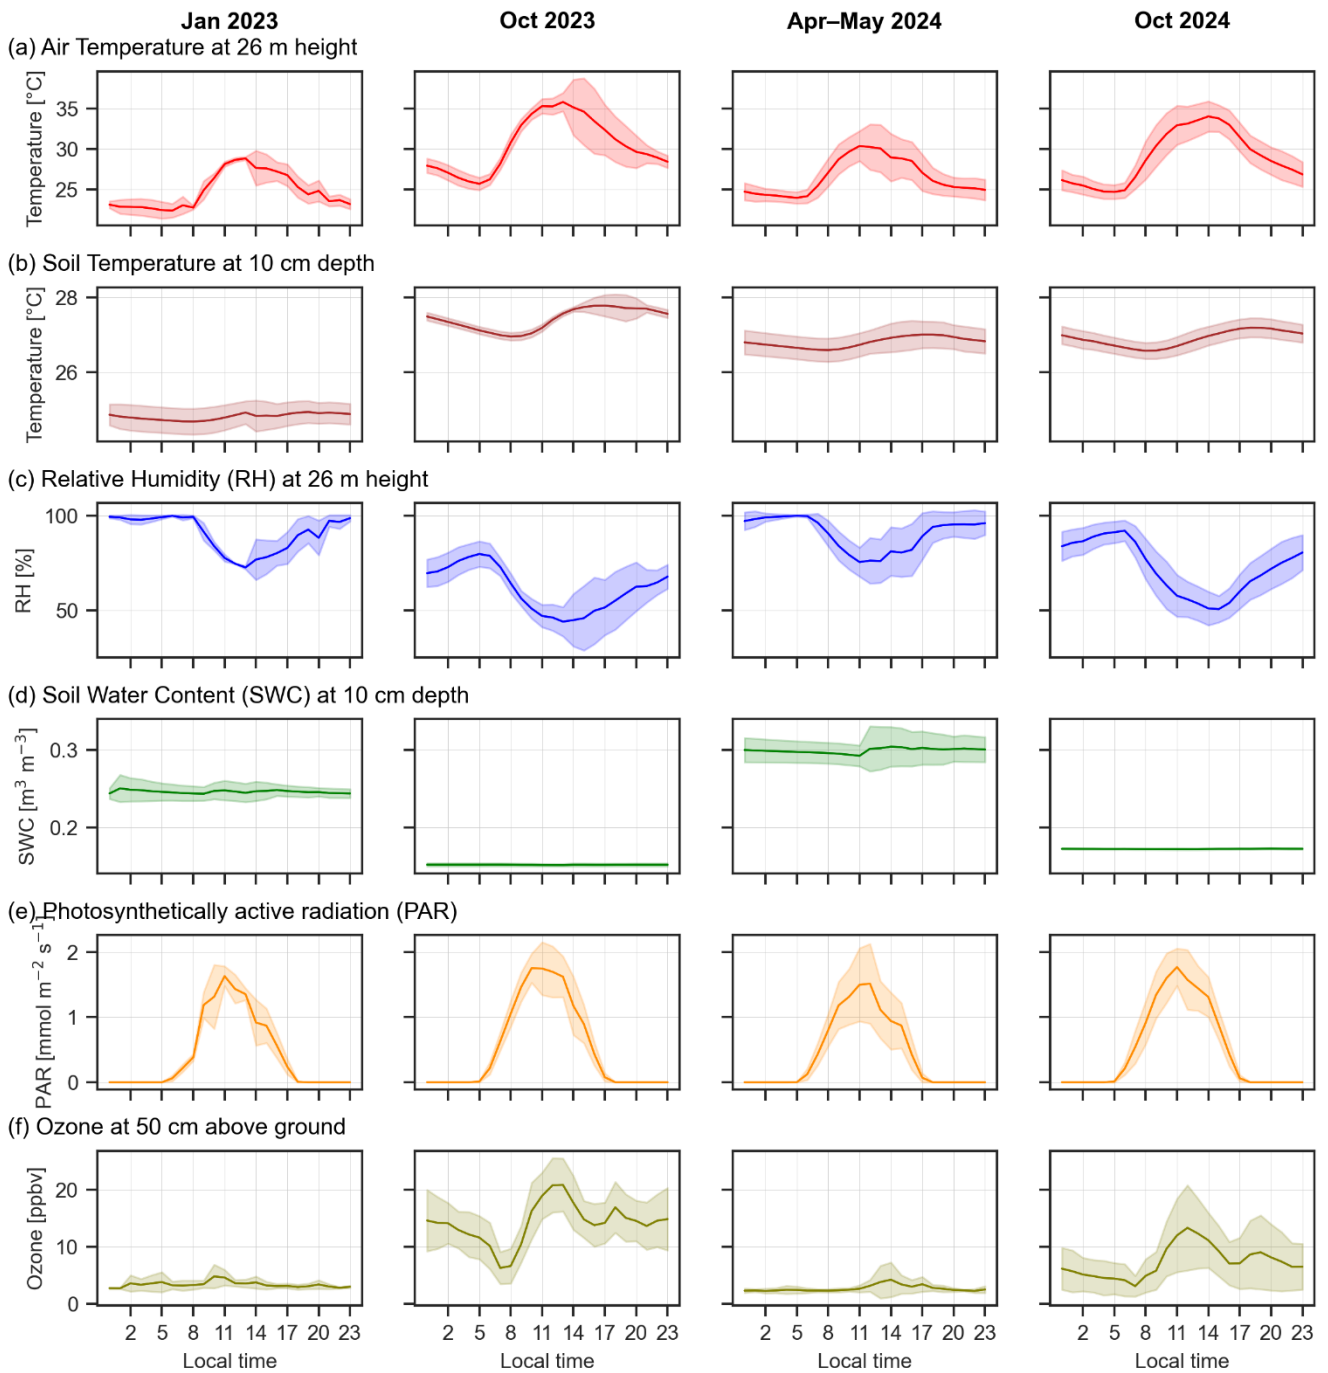 Jan 2023 Oct 2023 Apr–May 2024 Oct 2024
(a) Air Temperature at 26 m height
Temperature [°C]
35
30
25
(b) Soil Temperature at 10 cm depth
Temperature [°C]
28
26
(c) Relative Humidity (RH) at 26 m height
RH [%]
100
50
(d) Soil Water Content (SWC) at 10 cm depth
SWC [m³ m⁻³]
0.3
0.2
(e) Photosynthetically active radiation (PAR)
PAR [mmol m⁻² s⁻¹]
2
1
0
(f) Ozone at 50 cm above ground
Ozone [ppbv]
20
10
0
2 5 8 11 14 17 20 23 2 5 8 11 14 17 20 23 2 5 8 11 14 17 20 23 2 5 8 11 14 17 20 23
Local time Local time Local time Local time